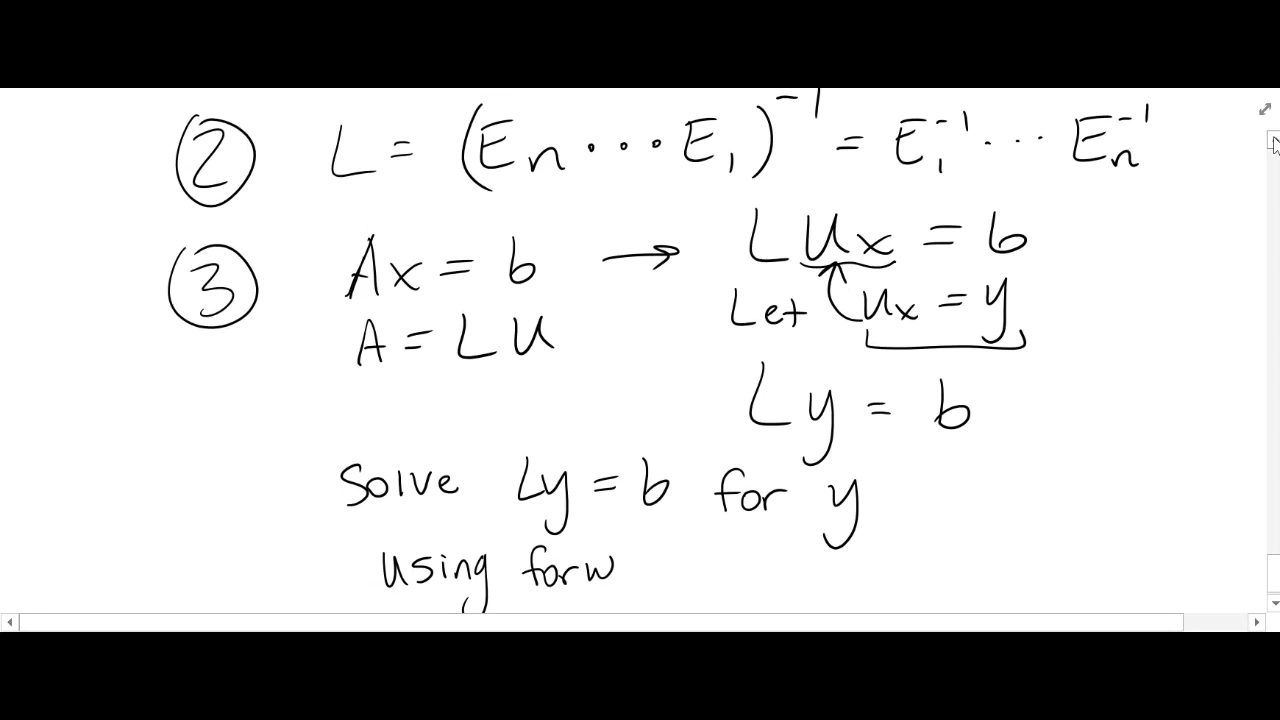 ② L = (En ... E1)^-1 = E1^-1 ... En^-1
③ Ax = b → LUx = b
A = LU Let Ux = y
Ly = b
Solve Ly = b for y
using forw